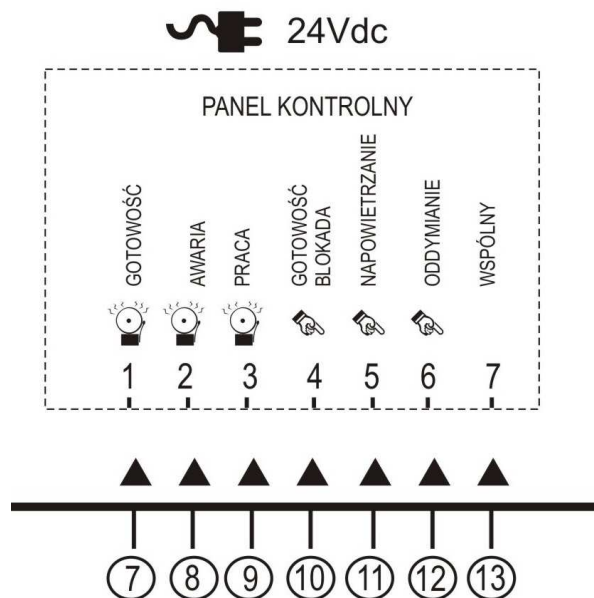 24Vdc
PANEL KONTROLNY
GOTOWOŚĆ
AWARIA
PRACA
GOTOWOŚĆ
BLOKADA
NAPOWIETRZANIE
ODDYMIANIE
WSPÓLNY
1 2 3 4 5 6 7
7 8 9 10 11 12 13